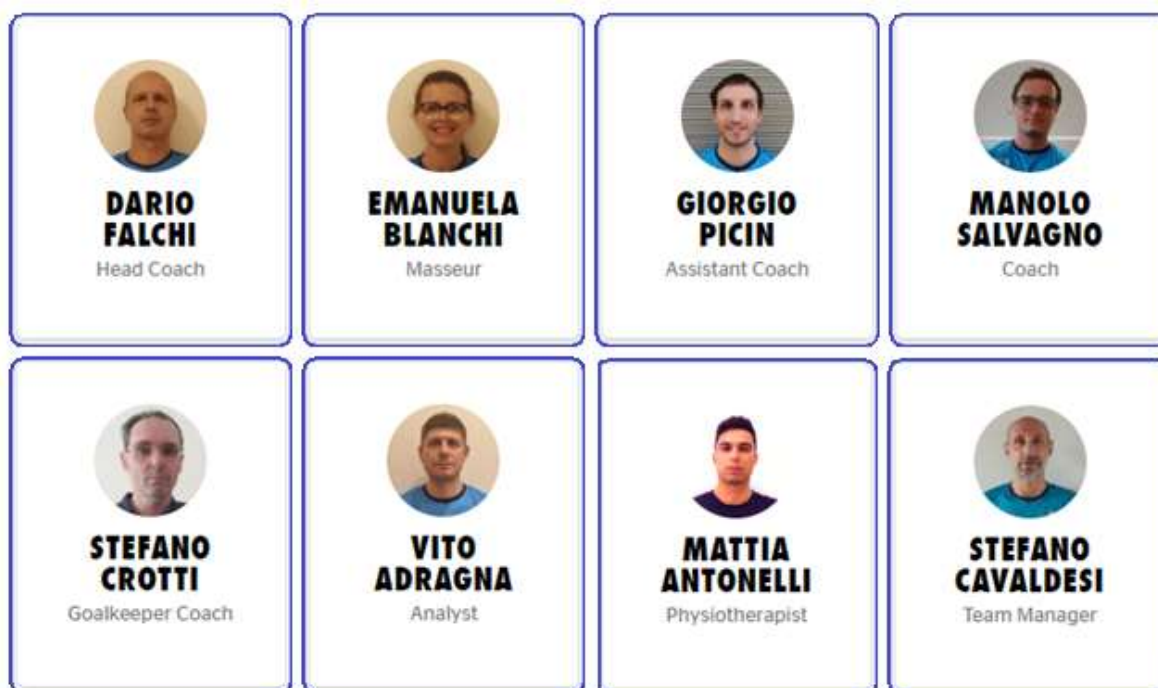 DARIO
FALCHI
Head Coach
EMANUELA
BLANCHI
Masseur
GIORGIO
PICIN
Assistant Coach
MANOLO
SALVAGNO
Coach
STEFANO
CROTTI
Goalkeeper Coach
VITO
ADRAGNA
Analyst
MATTIA
ANTONELLI
Physiotherapist
STEFANO
CAVALDESI
Team Manager